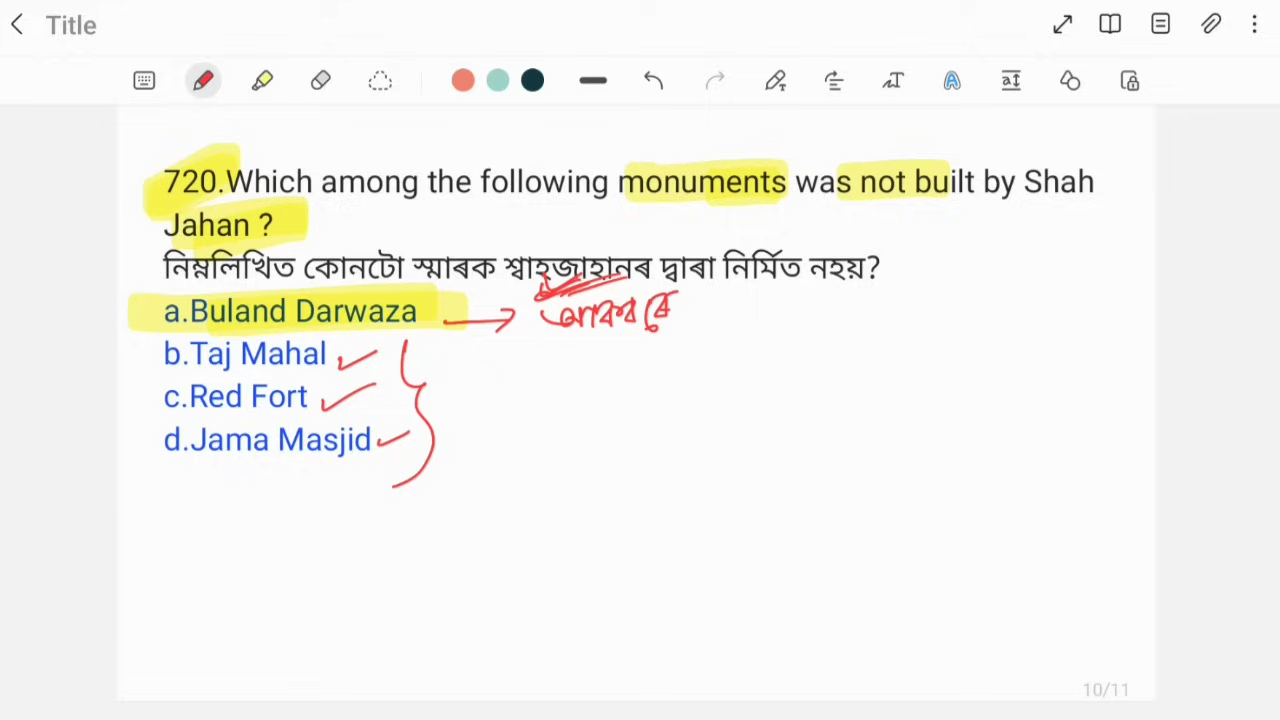 Title
720.Which among the following monuments was not built by Shah
Jahan ?
নিম্নলিখিত কোনটো স্মাৰক শ্বাহজাহানৰ দ্বাৰা নিৰ্মিত নহয়?
a.Buland Darwaza
আকবৰে
b.Taj Mahal
c.Red Fort
d.Jama Masjid
10/11